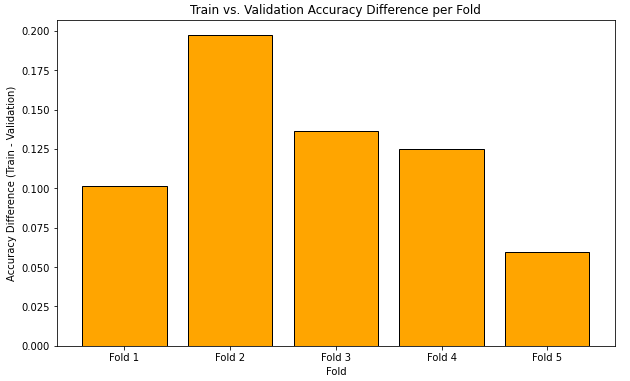 Train vs. Validation Accuracy Difference per Fold
Accuracy Difference (Train - Validation)
0.200
0.175
0.150
0.125
0.100
0.075
0.050
0.025
0.000
Fold 1 Fold 2 Fold 3 Fold 4 Fold 5
Fold